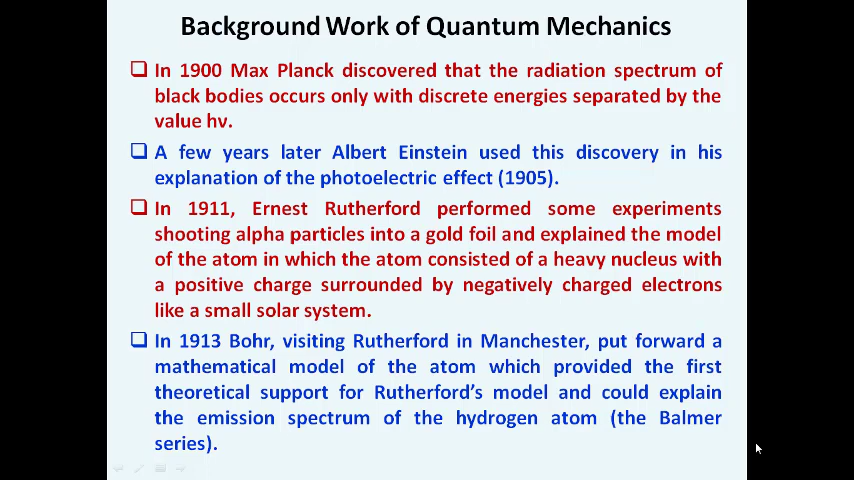 Background Work of Quantum Mechanics
In 1900 Max Planck discovered that the radiation spectrum of
black bodies occurs only with discrete energies separated by the
value hν.
A few years later Albert Einstein used this discovery in his
explanation of the photoelectric effect (1905).
In 1911, Ernest Rutherford performed some experiments
shooting alpha particles into a gold foil and explained the model
of the atom in which the atom consisted of a heavy nucleus with
a positive charge surrounded by negatively charged electrons
like a small solar system.
In 1913 Bohr, visiting Rutherford in Manchester, put forward a
mathematical model of the atom which provided the first
theoretical support for Rutherford’s model and could explain
the emission spectrum of the hydrogen atom (the Balmer
series).